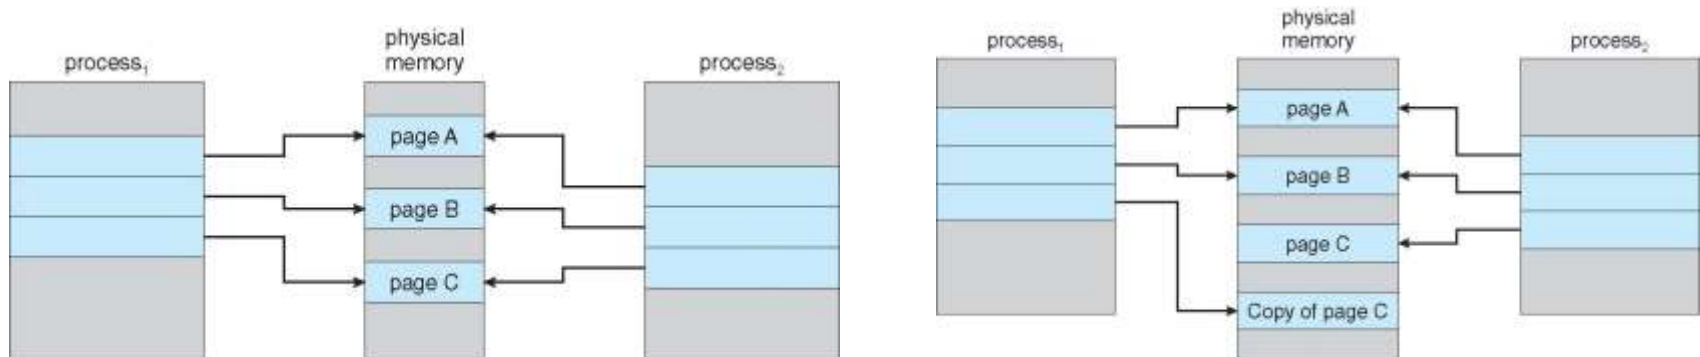 process₁
physical
memory
process₂
page A
page B
page C
process₁
physical
memory
process₂
page A
page B
page C
Copy of page C